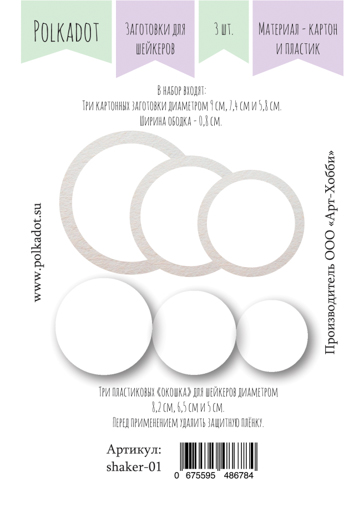 Polkadot
Заготовки для
шейкеров
3 шт.
Материал - картон
и пластик
В набор входят:
Три картонных заготовки диаметром 9 см, 7,4 см и 5,8 см.
Ширина ободка - 0,8 см.
www.polkadot.su
Производитель ООО «Арт-Хобби»
Три пластиковых «окошка» для шейкеров диаметром
8,2 см, 6,5 см и 5 см.
Перед применением удалить защитную плёнку.
Артикул:
shaker-01
0 675595 486784